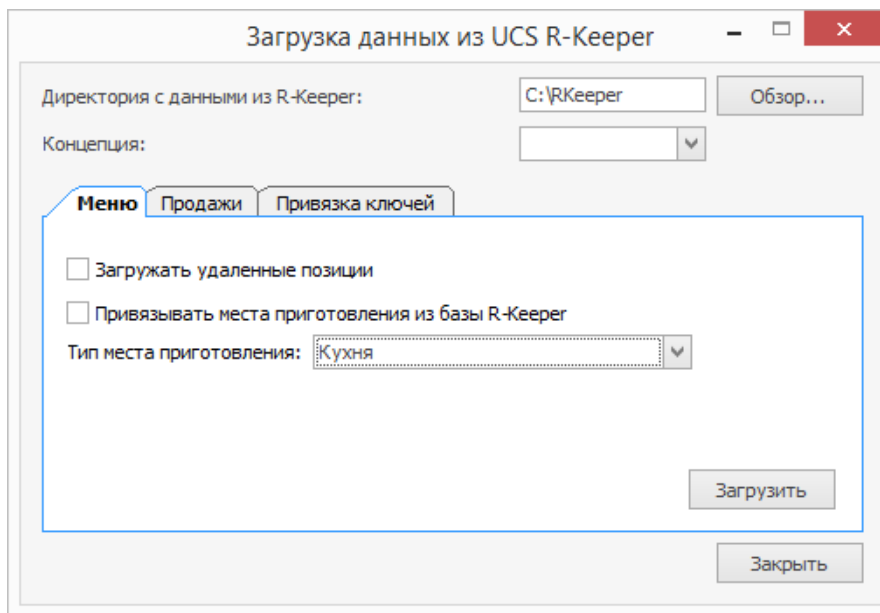 Загрузка данных из UCS R-Keeper
Директория с данными из R-Keeper: C:\RKeeper Обзор...
Концепция:
Меню Продажи Привязка ключей
Загружать удаленные позиции
Привязывать места приготовления из базы R-Keeper
Тип места приготовления: Кухня
Загрузить
Закрыть